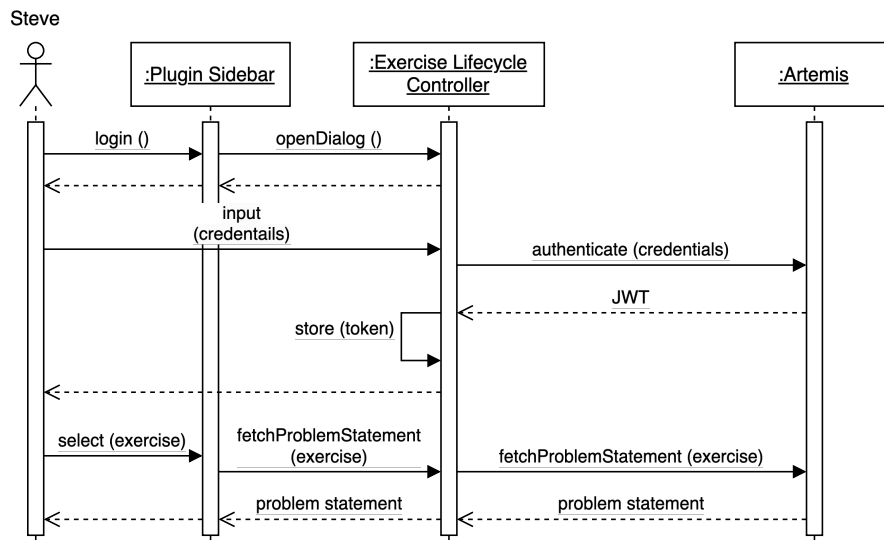 Steve
:Plugin Sidebar
:Exercise Lifecycle
Controller
:Artemis
login ()
openDialog ()
input
(credentails)
authenticate (credentials)
JWT
store (token)
select (exercise)
fetchProblemStatement
(exercise)
fetchProblemStatement (exercise)
problem statement
problem statement